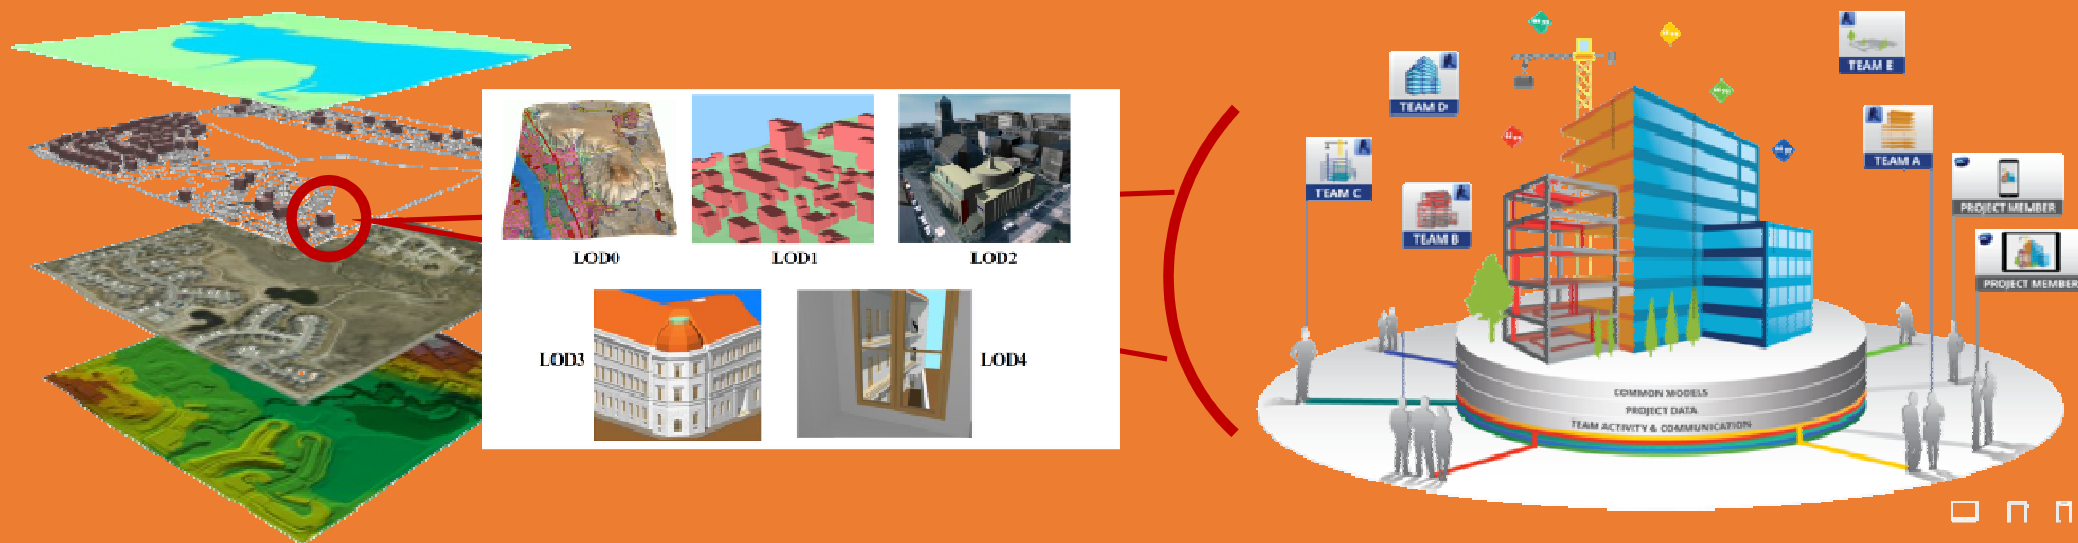 LOD0
LOD1
LOD2
LOD3
LOD4
TEAM E
TEAM D
TEAM A
TEAM C
TEAM B
PROJECT MEMBER
PROJECT MEMBER
COMMON MODELS
PROJECT DATA
TEAM ACTIVITY & COMMUNICATION